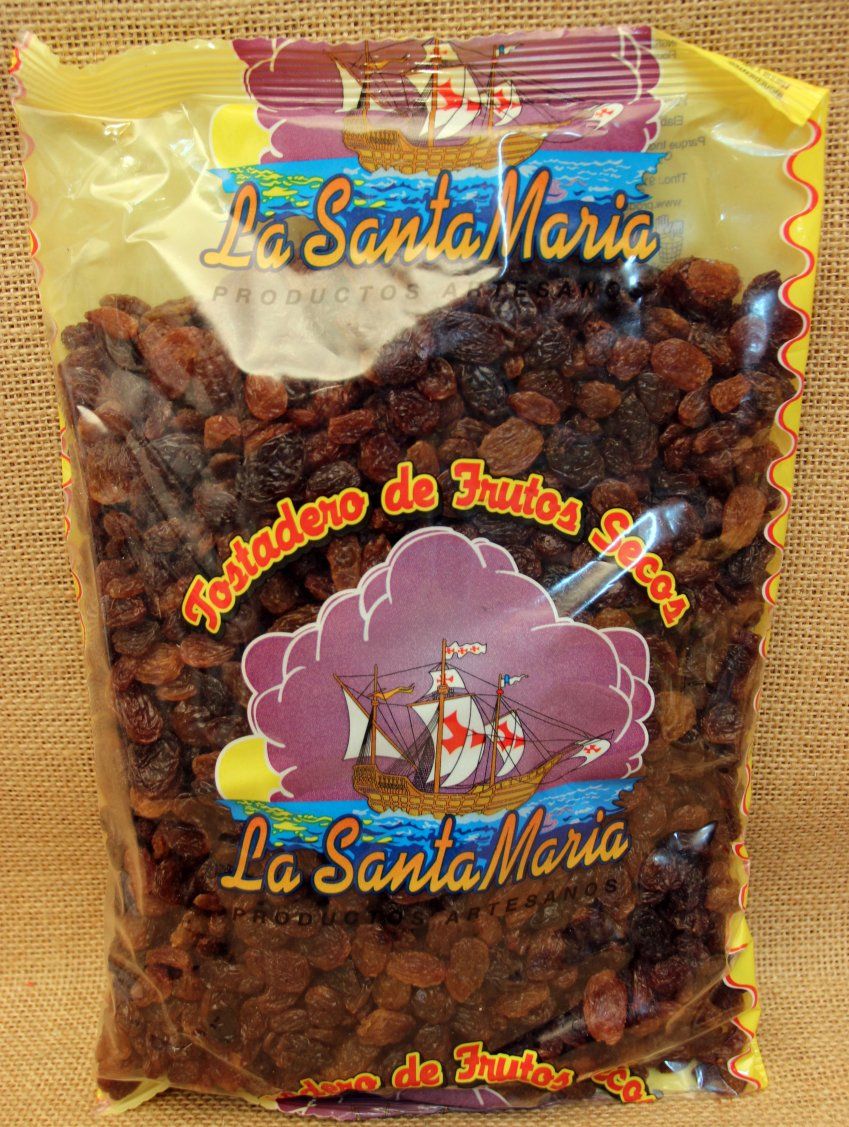 La Santa Maria
PRODUCTOS ARTESANOS
Tostadero de Frutos Secos
La Santa Maria
PRODUCTOS ARTESANOS
de Frutos